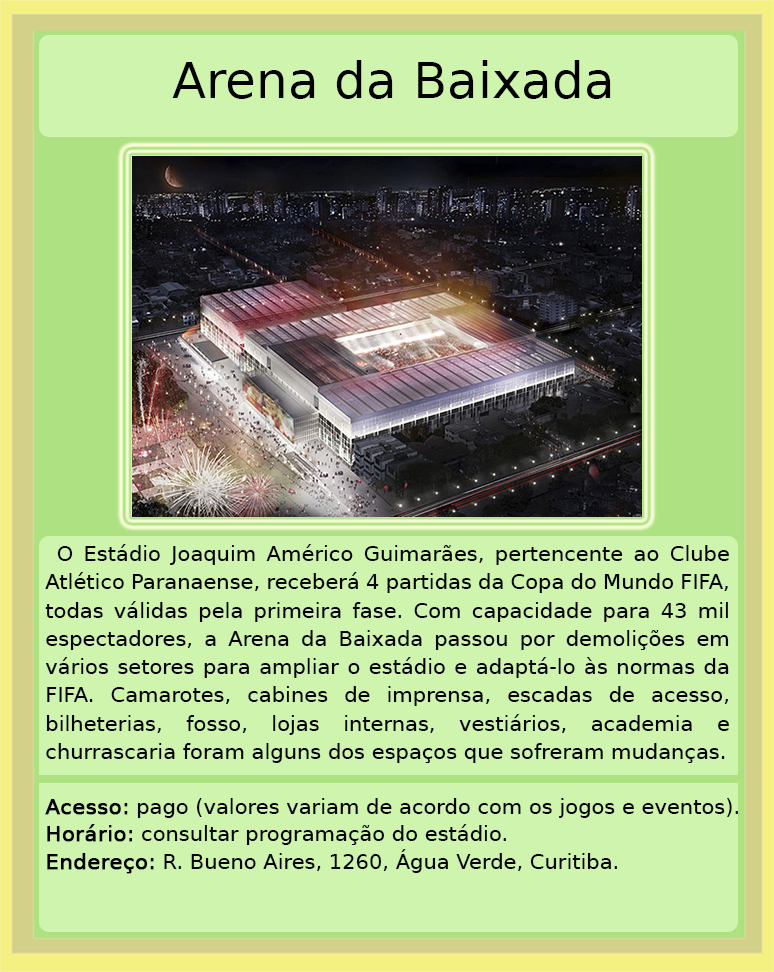 Arena da Baixada
O Estádio Joaquim Américo Guimarães, pertencente ao Clube
Atlético Paranaense, receberá 4 partidas da Copa do Mundo FIFA,
todas válidas pela primeira fase. Com capacidade para 43 mil
espectadores, a Arena da Baixada passou por demolições em
vários setores para ampliar o estádio e adaptá-lo às normas da
FIFA. Camarotes, cabines de imprensa, escadas de acesso,
bilheterias, fosso, lojas internas, vestiários, academia e
churrascaria foram alguns dos espaços que sofreram mudanças.
Acesso: pago (valores variam de acordo com os jogos e eventos).
Horário: consultar programação do estádio.
Endereço: R. Bueno Aires, 1260, Água Verde, Curitiba.